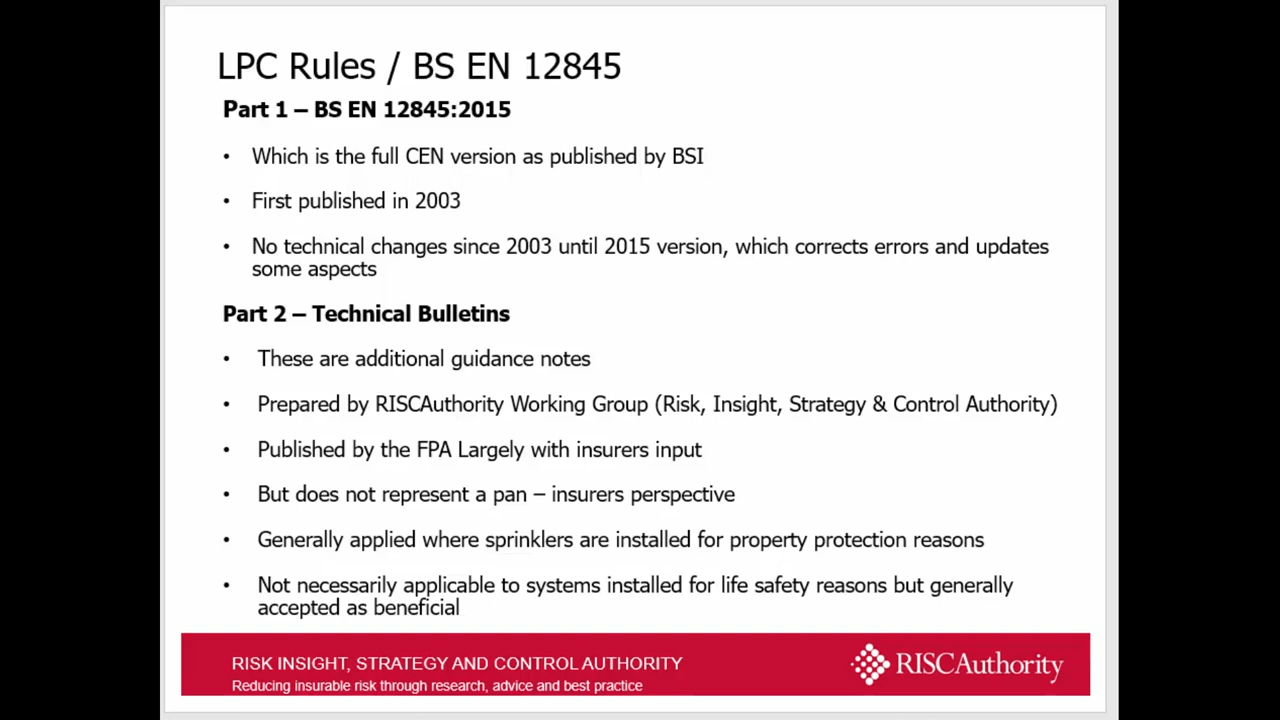 LPC Rules / BS EN 12845
Part 1 – BS EN 12845:2015
• Which is the full CEN version as published by BSI
• First published in 2003
• No technical changes since 2003 until 2015 version, which corrects errors and updates
some aspects
Part 2 – Technical Bulletins
• These are additional guidance notes
• Prepared by RISCAuthority Working Group (Risk, Insight, Strategy & Control Authority)
• Published by the FPA Largely with insurers input
• But does not represent a pan – insurers perspective
• Generally applied where sprinklers are installed for property protection reasons
• Not necessarily applicable to systems installed for life safety reasons but generally
accepted as beneficial
RISK INSIGHT, STRATEGY AND CONTROL AUTHORITY
Reducing insurable risk through research, advice and best practice
RISCAuthority